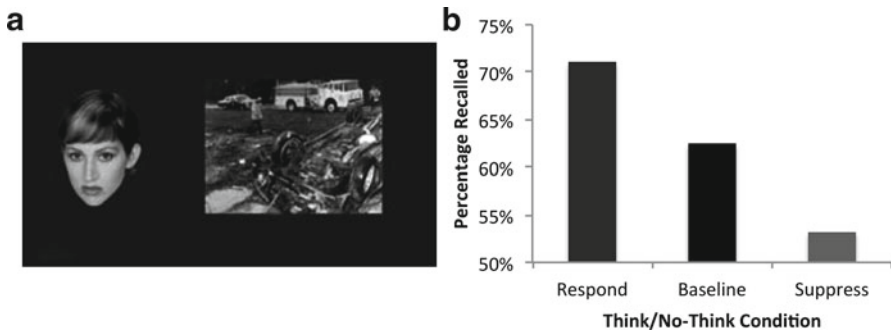 a
b
75%
70%
65%
60%
55%
50%
Percentage Recalled
Respond Baseline Suppress
Think/No-Think Condition